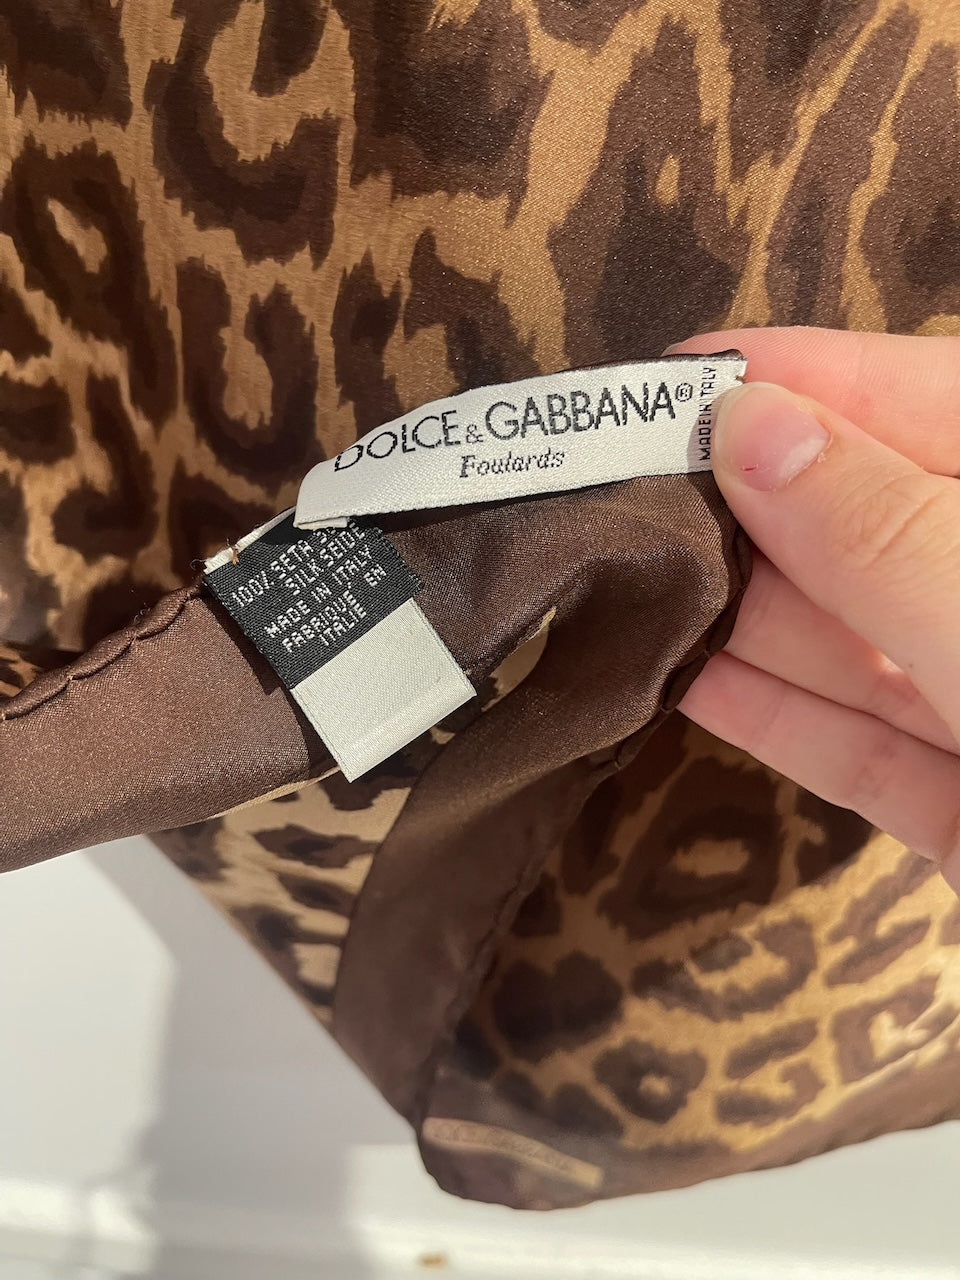 DOLCE & GABBANA®
Foulards
MADE IN ITALY
100% SETA
SILK SEIDE
MADE IN ITALY
FABRIQUE EN
ITALIE